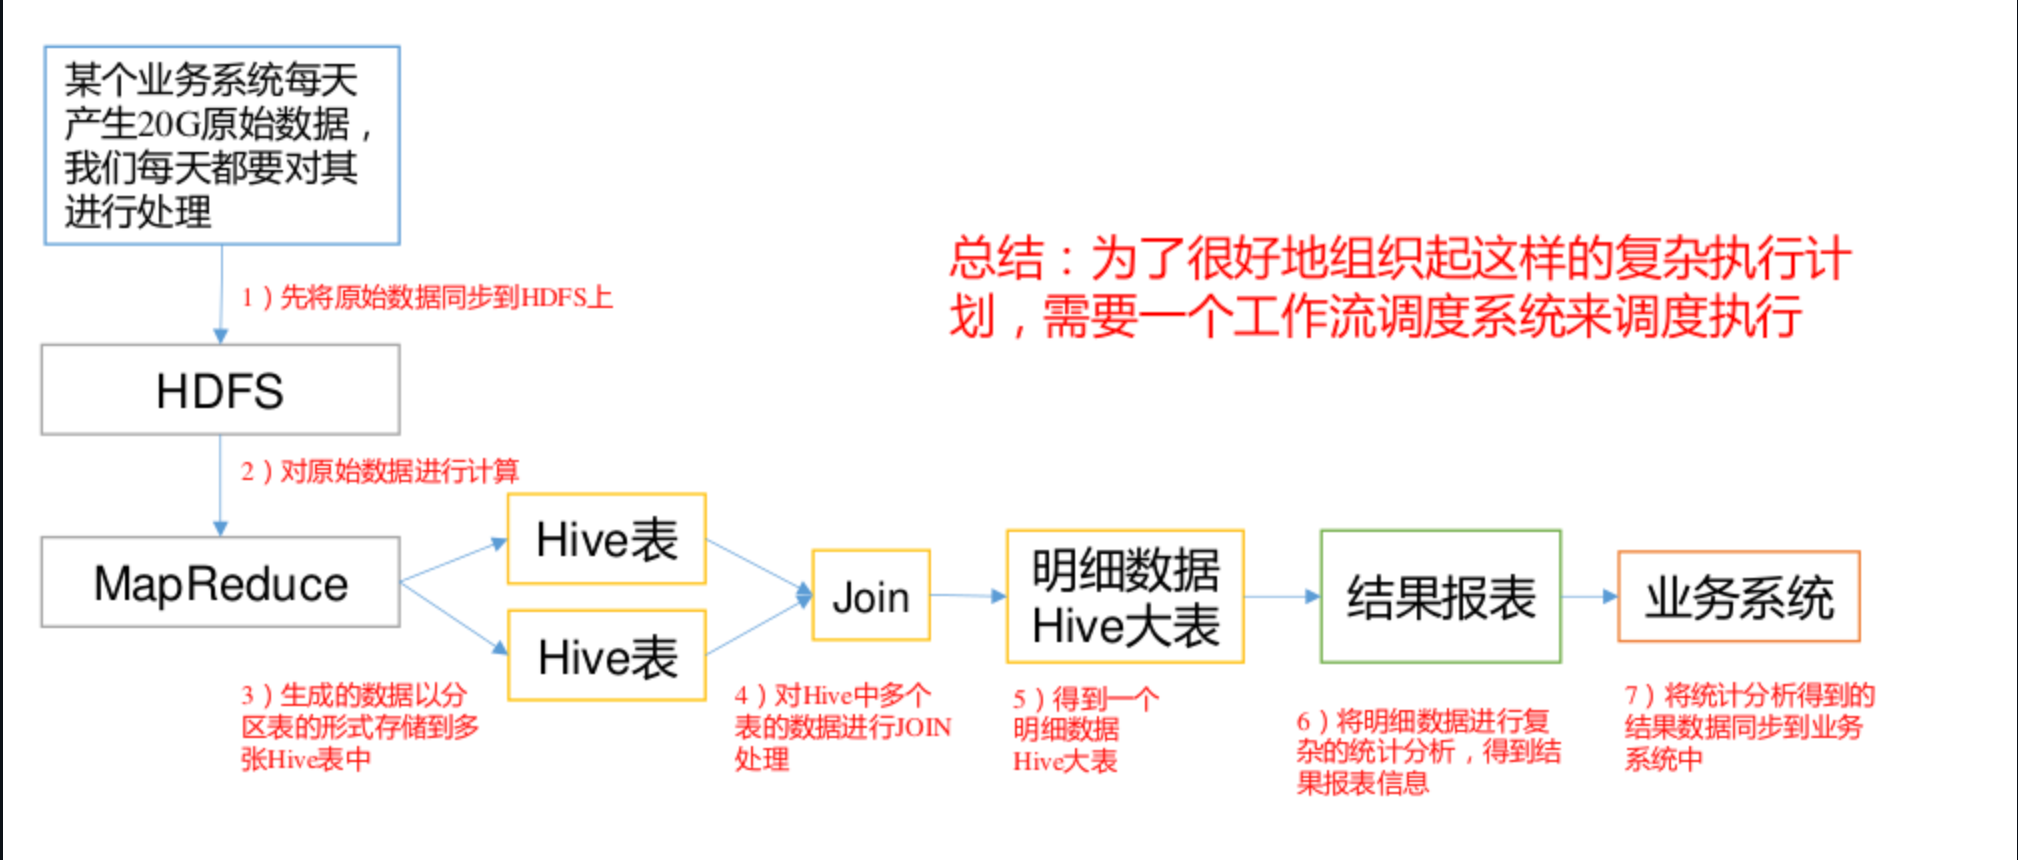 某个业务系统每天
产生20G原始数据，
我们每天都要对其
进行处理
1）先将原始数据同步到HDFS上
总结：为了很好地组织起这样的复杂执行计
划，需要一个工作流调度系统来调度执行
HDFS
2）对原始数据进行计算
MapReduce
Hive表
Hive表
Join
明细数据
Hive大表
结果报表
业务系统
3）生成的数据以分
区表的形式存储到多
张Hive表中
4）对Hive中多个
表的数据进行JOIN
处理
5）得到一个
明细数据
Hive大表
6）将明细数据进行复
杂的统计分析，得到结
果报表信息
7）将统计分析得到的
结果数据同步到业务
系统中